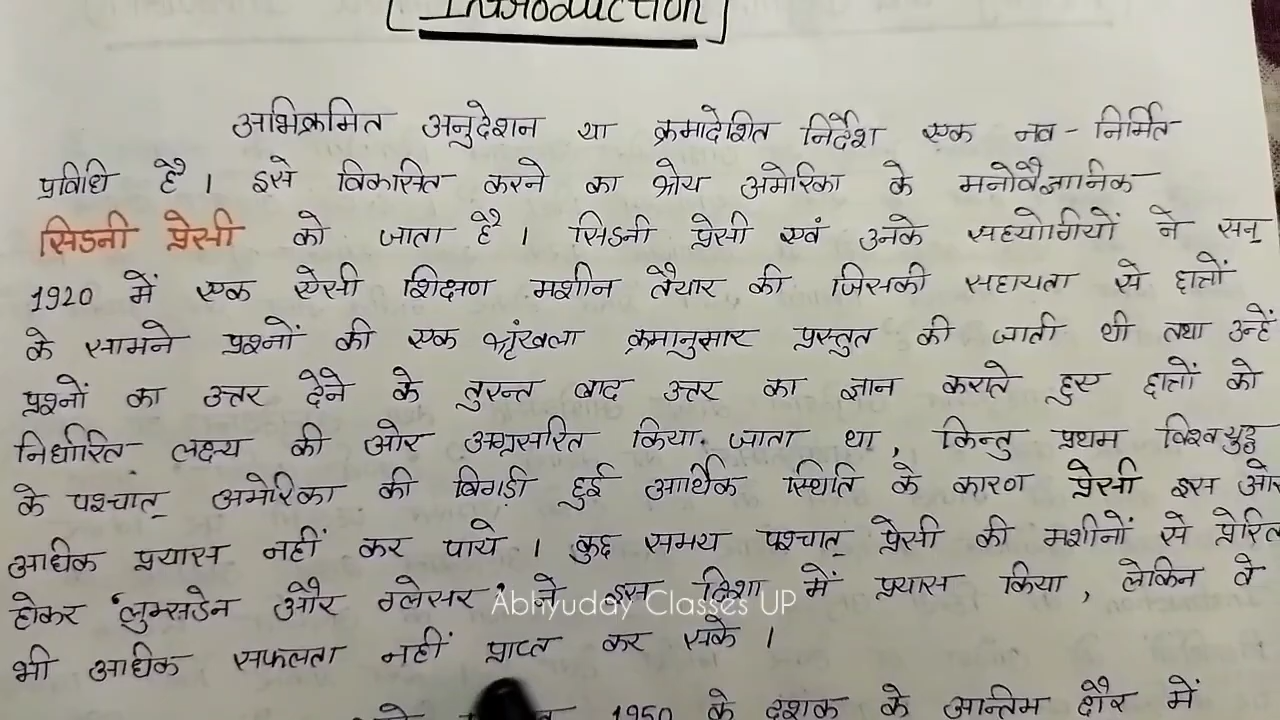 [Introduction]
अभिक्रमित अनुदेशन या क्रमादेशित निर्देश एक नव - निर्मित
प्रविधि है । इसे विकासित करने का श्रेय अमेरिका के मनोवैज्ञानिक
सिडनी प्रेसी को जाता है । सिडनी प्रेसी एवं उनके सहयोगियों ने सन्
1920 में एक ऐसी शिक्षण मशीन तैयार की जिसकी सहायता से छात्रों
के सामने प्रश्नों की एक श्रृंखला क्रमानुसार प्रस्तुत की जाती थी तथा उन्हें
प्रश्नों का उत्तर देने के तुरन्त बाद उत्तर का ज्ञान कराते हुए छात्रों को
निर्धारित लक्ष्य की ओर अग्रसरित किया जाता था , किन्तु प्रथम विश्वयुद्ध
के पश्चात् अमेरिका की बिगड़ी हुई आर्थिक स्थिति के कारण प्रेसी इस ओर
अधिक प्रयास नहीं कर पाये । कुछ समय पश्चात् प्रेसी की मशीनों से प्रेरित
होकर 'लुम्सडेन और ग्लेसर' ने इस दिशा में प्रयास किया , लेकिन वे
भी अधिक सफलता नहीं प्राप्त कर सके ।
1950 के दशक के अन्तिम दौर में
Abhyuday Classes UP